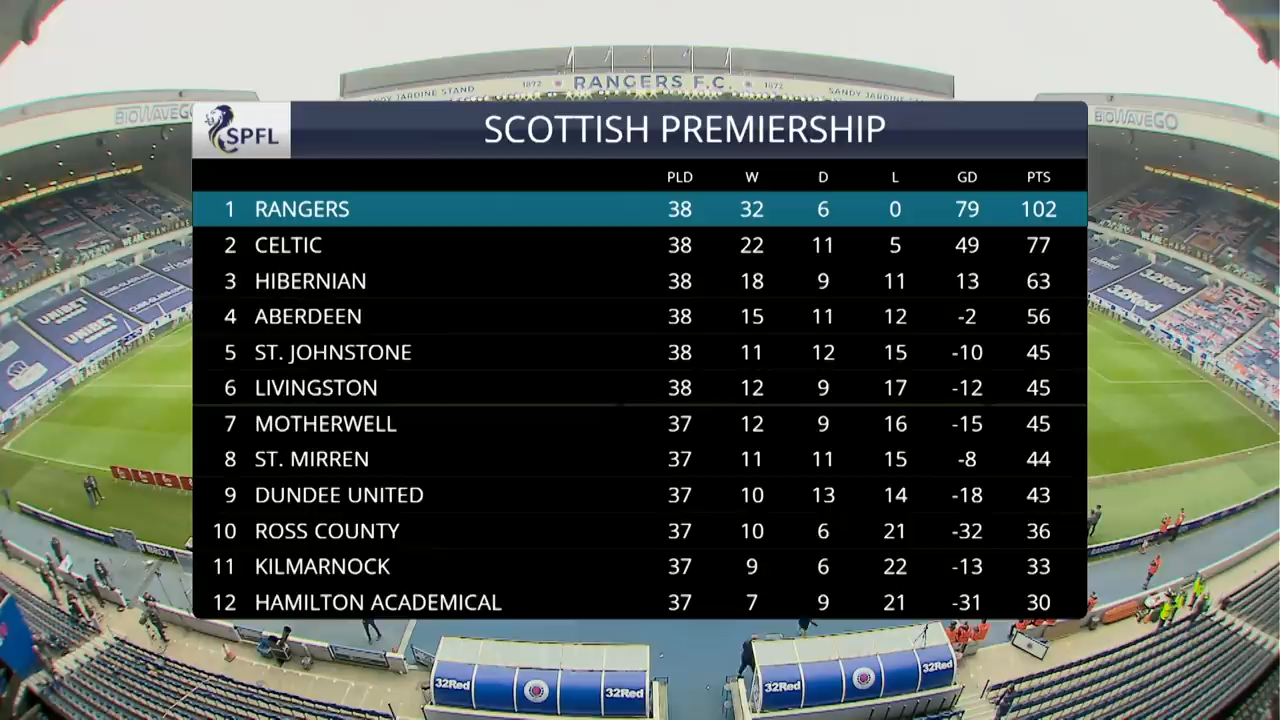 1872 RANGERS F.C. 1872
SANDY JARDINE STAND
SANDY JARDINE STAND
BIOWAVEGO
BIOWAVEGO
SPFL
SCOTTISH PREMIERSHIP
PLD W D L GD PTS
1 RANGERS 38 32 6 0 79 102
2 CELTIC 38 22 11 5 49 77
3 HIBERNIAN 38 18 9 11 13 63
4 ABERDEEN 38 15 11 12 -2 56
5 ST. JOHNSTONE 38 11 12 15 -10 45
6 LIVINGSTON 38 12 9 17 -12 45
7 MOTHERWELL 37 12 9 16 -15 45
8 ST. MIRREN 37 11 11 15 -8 44
9 DUNDEE UNITED 37 10 13 14 -18 43
10 ROSS COUNTY 37 10 6 21 -32 36
11 KILMARNOCK 37 9 6 22 -13 33
12 HAMILTON ACADEMICAL 37 7 9 21 -31 30
UNIBET
UNIBET
32Red
IBROX
32Red 32Red
32Red 32Red